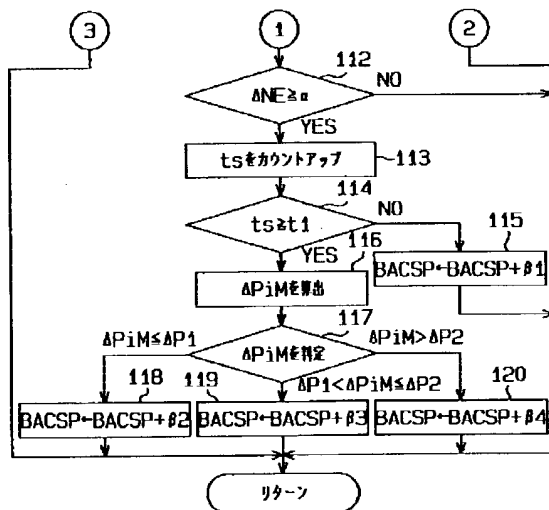 3
1
2
112
ΔNE≧α
NO
YES
tsをカウントアップ
113
114
ts≧t1
NO
YES
116
115
ΔPiMを算出
BACSP←BACSP+β1
117
ΔPiM≦ΔP1
ΔPiMを判定
ΔPiM>ΔP2
118
119
ΔP1<ΔPiM≦ΔP2
120
BACSP←BACSP+β2
BACSP←BACSP+β3
BACSP←BACSP+β4
リターン